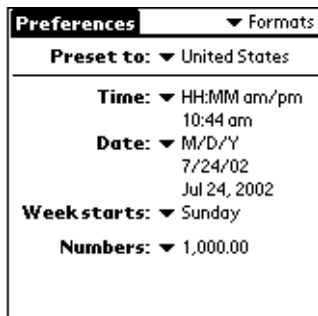 Preferences Formats
Preset to: United States
Time: HH:MM am/pm
10:44 am
Date: M/D/Y
7/24/02
Jul 24, 2002
Week starts: Sunday
Numbers: 1,000.00